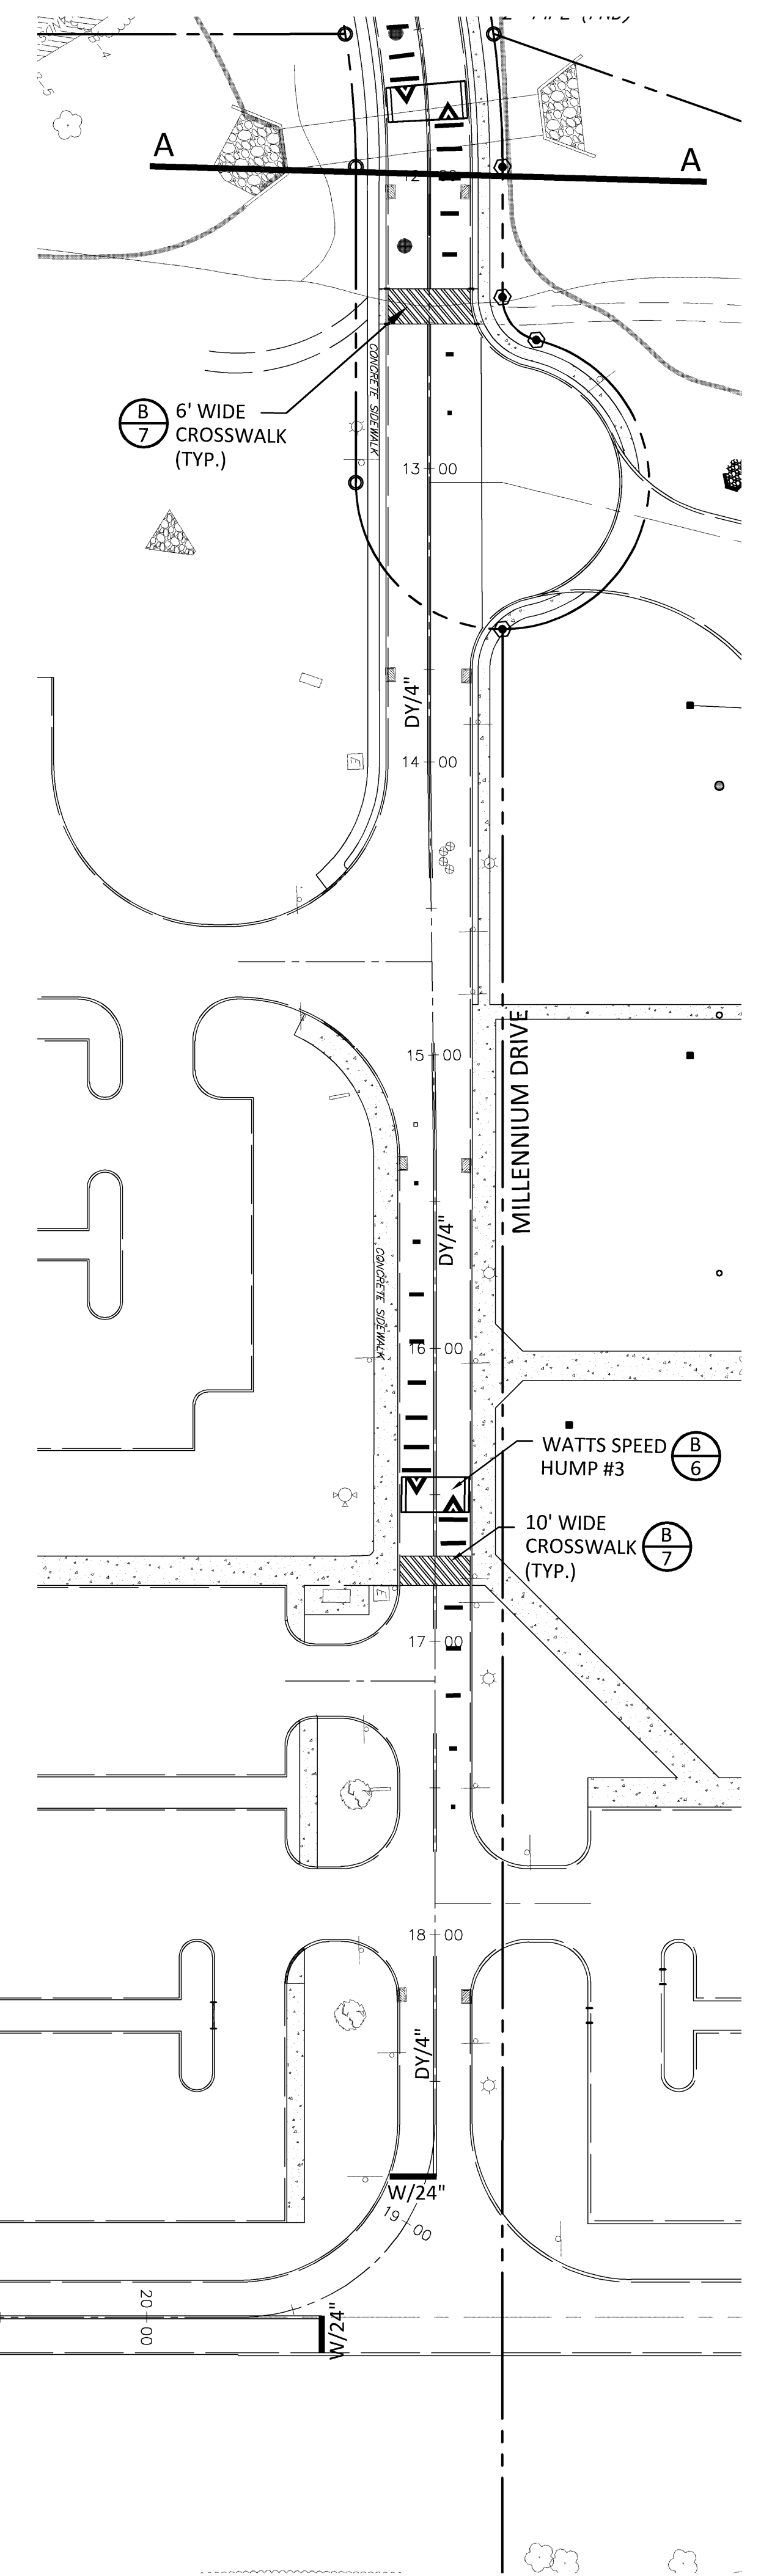 A
A
12 00
CONCRETE SIDEWALK
B
7
6' WIDE
CROSSWALK
(TYP.)
13 00
DY/4"
E
14 00
15 00
MILLENNIUM DRIVE
DY/4"
CONCRETE SIDEWALK
16 00
WATTS SPEED
HUMP #3
B
6
10' WIDE
CROSSWALK
(TYP.)
B
7
E
17 00
18 00
DY/4"
W/24"
19 00
20 00
W/24"